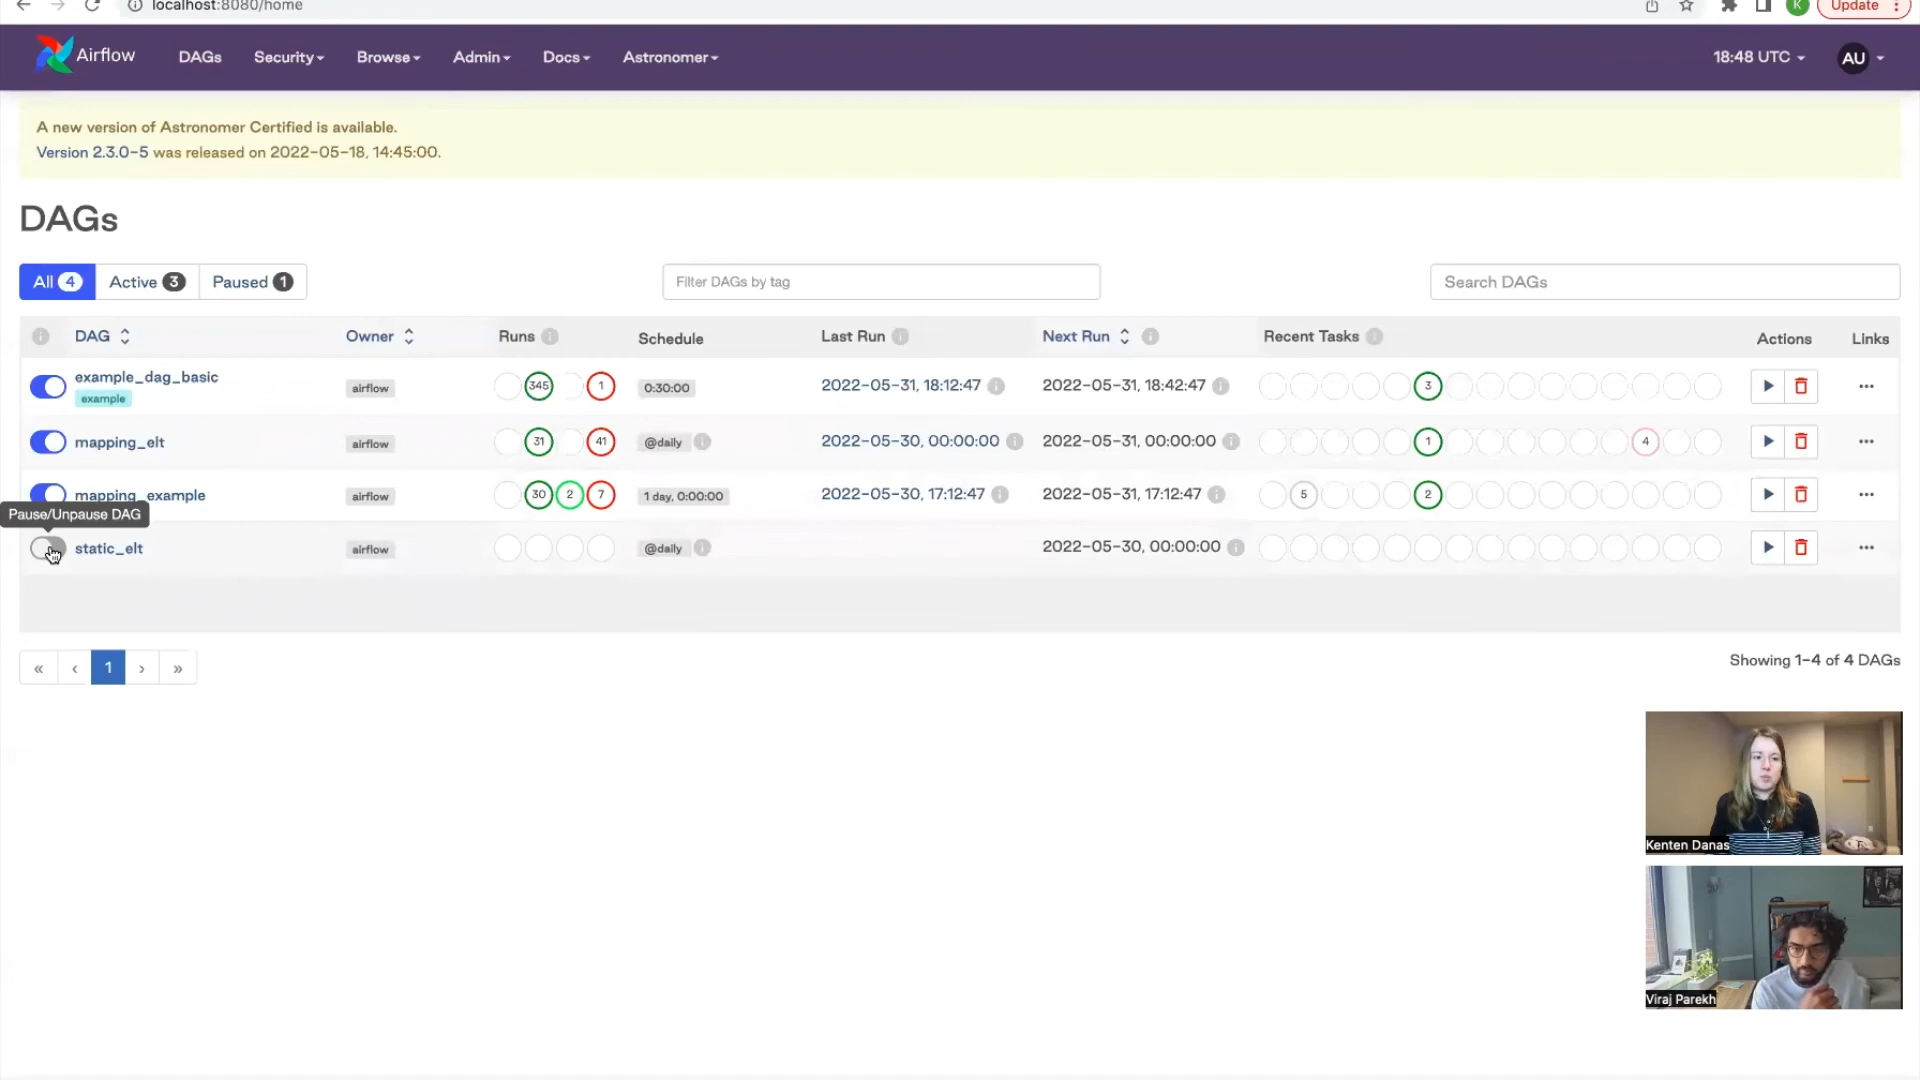 localhost:8080/home
K
Update
Airflow
DAGs
Security
Browse
Admin
Docs
Astronomer
18:48 UTC
AU
A new version of Astronomer Certified is available.
Version 2.3.0-5 was released on 2022-05-18, 14:45:00.
DAGs
All 4
Active 3
Paused 1
Filter DAGs by tag
Search DAGs
DAG Owner Runs Schedule Last Run Next Run Recent Tasks Actions Links
example_dag_basic airflow 345 1 0:30:00 2022-05-31, 18:12:47 2022-05-31, 18:42:47 3
example
mapping_elt airflow 31 41 @daily 2022-05-30, 00:00:00 2022-05-31, 00:00:00 1 4
mapping_example airflow 30 2 7 1 day, 0:00:00 2022-05-30, 17:12:47 2022-05-31, 17:12:47 5 2
Pause/Unpause DAG
static_elt airflow @daily 2022-05-30, 00:00:00
« ‹ 1 › »
Showing 1-4 of 4 DAGs
Kenten Danas
Viraj Parekh